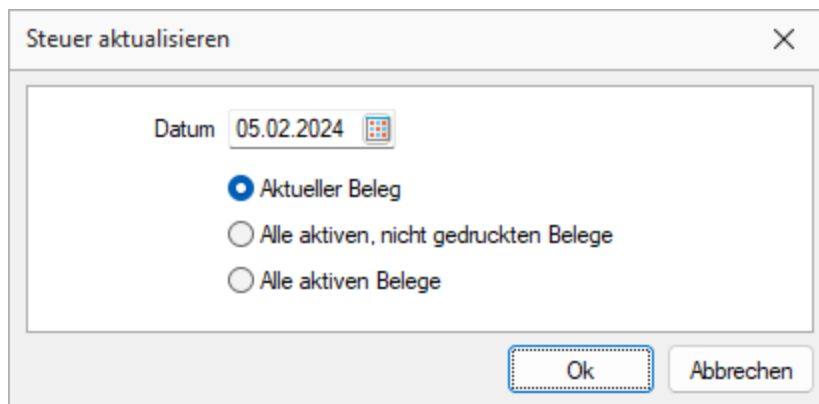 Steuer aktualisieren
Datum 05.02.2024
Aktueller Beleg
Alle aktiven, nicht gedruckten Belege
Alle aktiven Belege
Ok Abbrechen